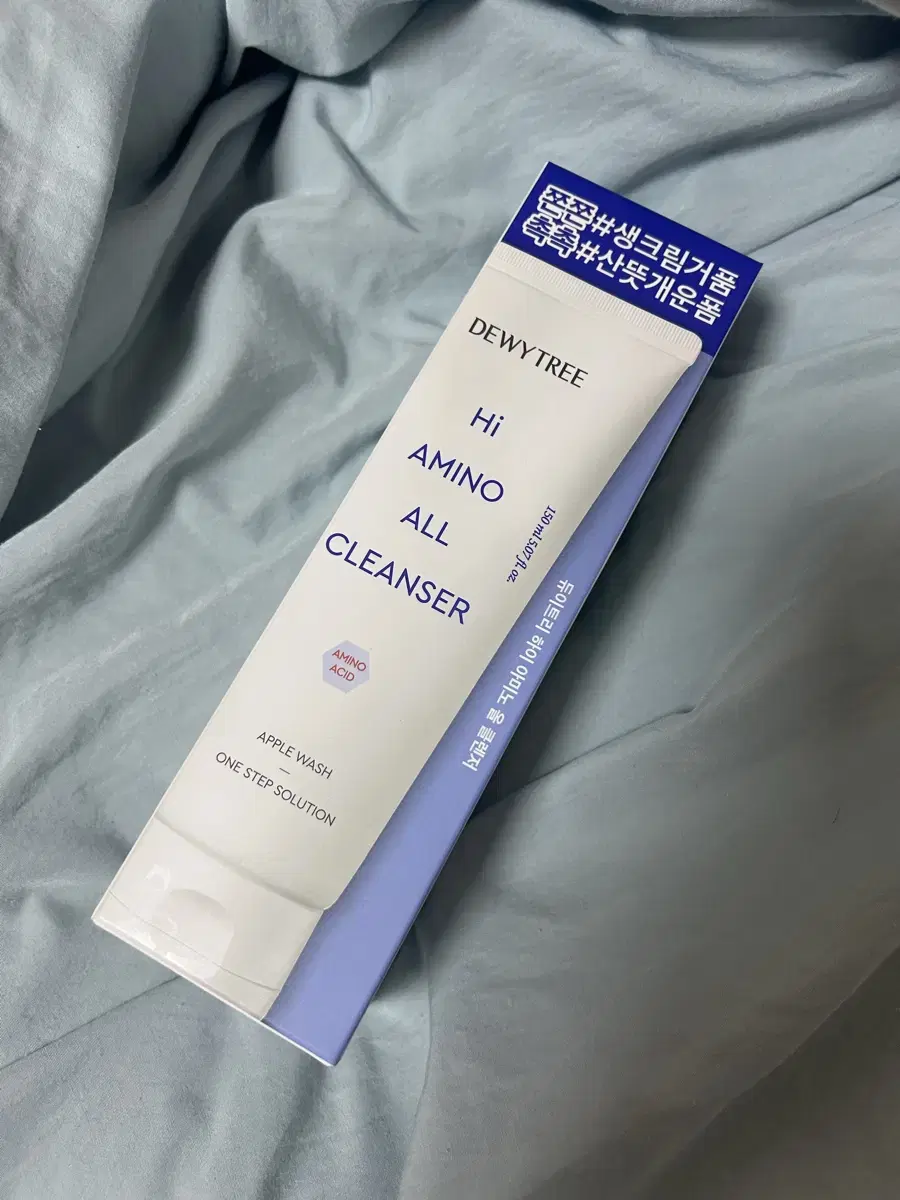 쫀쫀#생크림거품
촉촉#산뜻개운폼
DEWYTREE
Hi
AMINO
ALL
CLEANSER
150 ml 5.07 fl. oz.
AMINO
ACID
APPLE WASH
—
ONE STEP SOLUTION
듀이트리 하이 아미노 올 클렌저